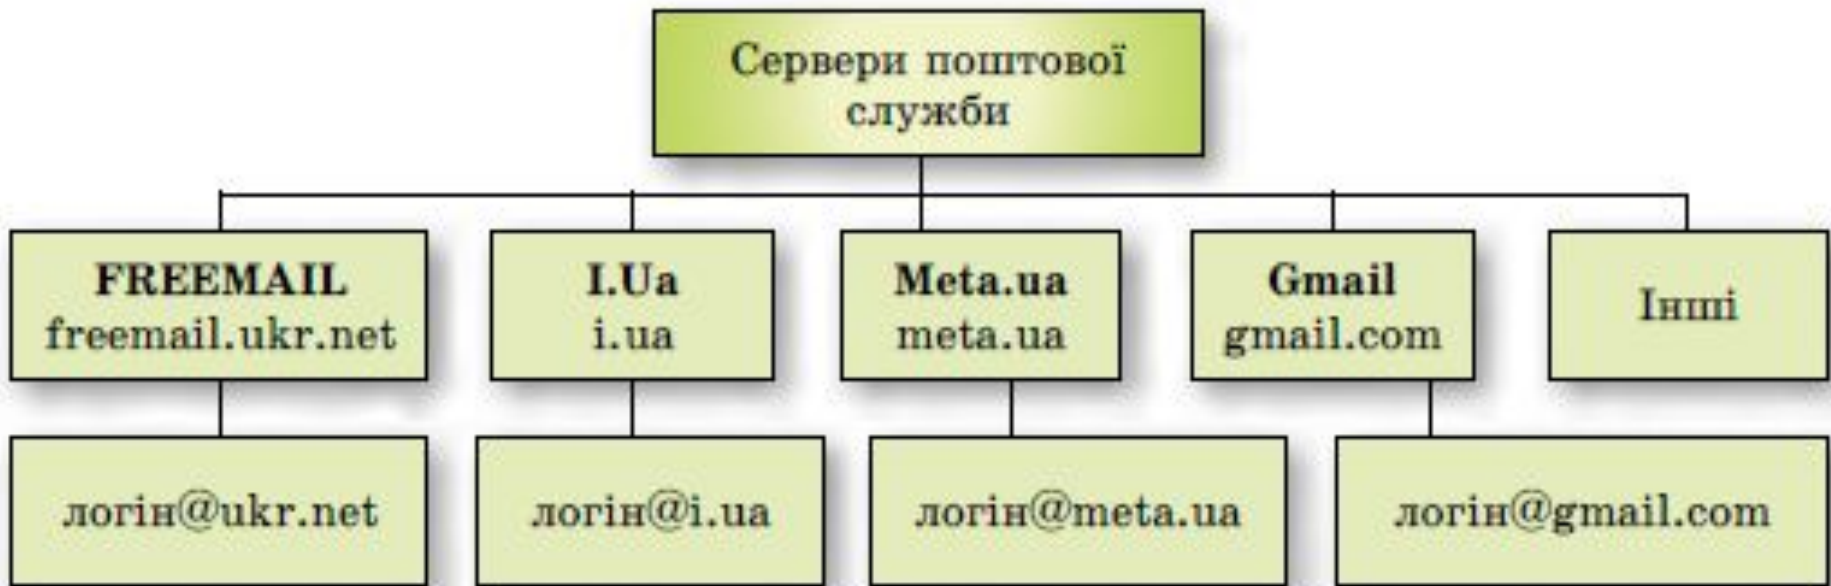 Сервери поштової
служби
FREEMAIL
freemail.ukr.net
I.Ua
i.ua
Meta.ua
meta.ua
Gmail
gmail.com
Інші
логін@ukr.net
логін@i.ua
логін@meta.ua
логін@gmail.com